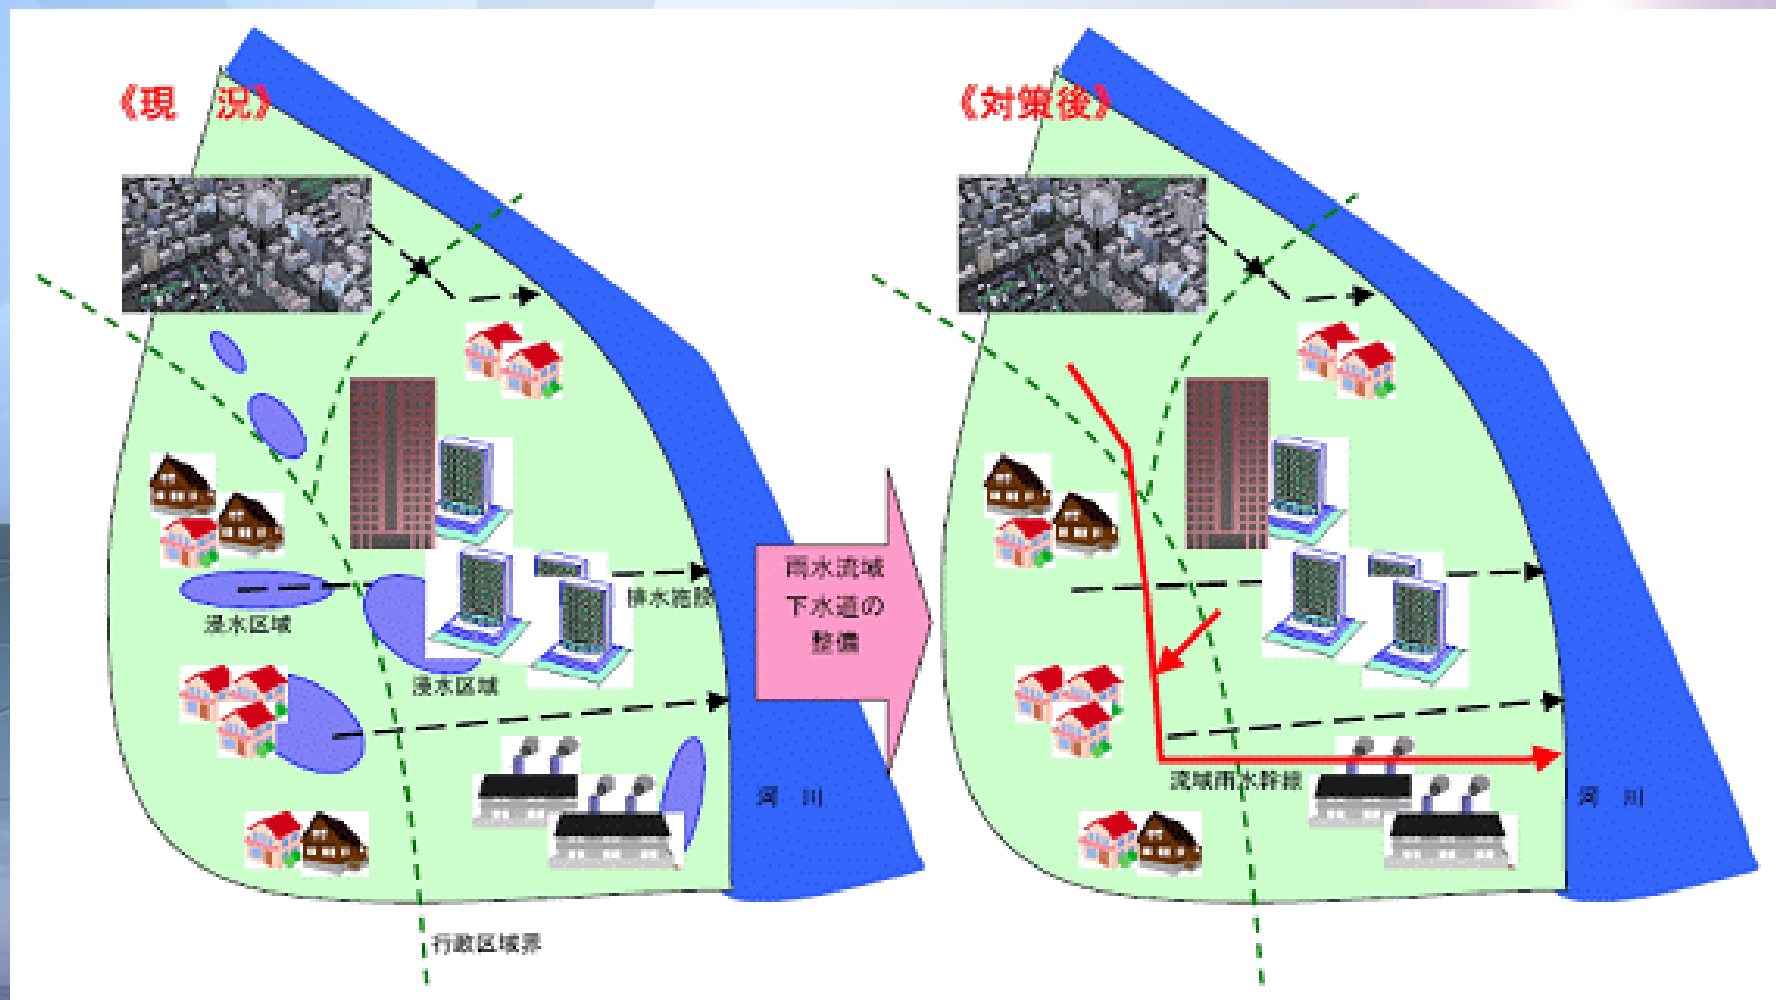 《現　況》
《対策後》
浸水区域
排水施設
浸水区域
雨水流域
下水道の
整備
流域雨水幹線
河　川
河　川
行政区域界